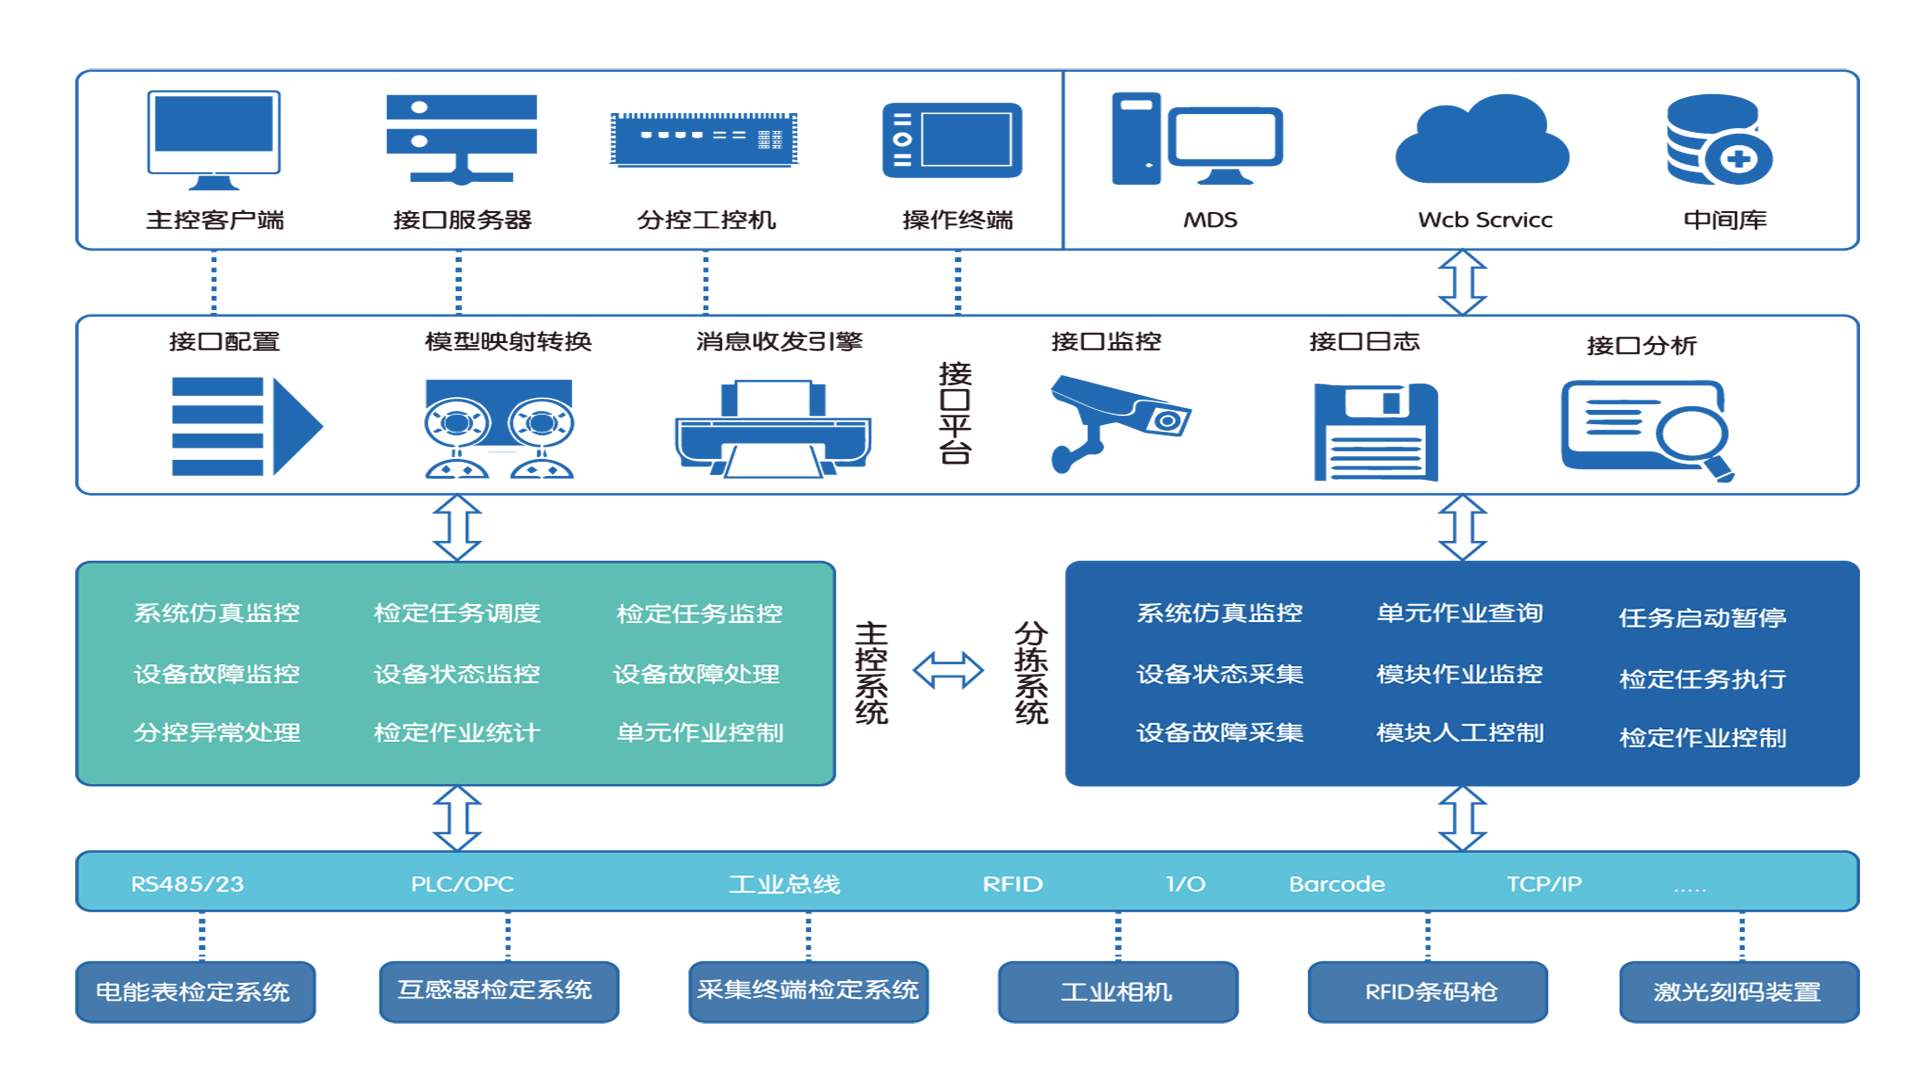 主控客户端
接口服务器
分控工控机
操作终端
MDS
Wcb Scrvicc
中间库
接口配置
模型映射转换
消息收发引擎
接口平台
接口监控
接口日志
接口分析
系统仿真监控
检定任务调度
检定任务监控
设备故障监控
设备状态监控
设备故障处理
分控异常处理
检定作业统计
单元作业控制
主控系统
分拣系统
系统仿真监控
单元作业查询
任务启动暂停
设备状态采集
模块作业监控
检定任务执行
设备故障采集
模块人工控制
检定作业控制
RS485/23
PLC/OPC
工业总线
RFID
1/O
Barcode
TCP/IP
.....
电能表检定系统
互感器检定系统
采集终端检定系统
工业相机
RFID条码枪
激光刻码装置